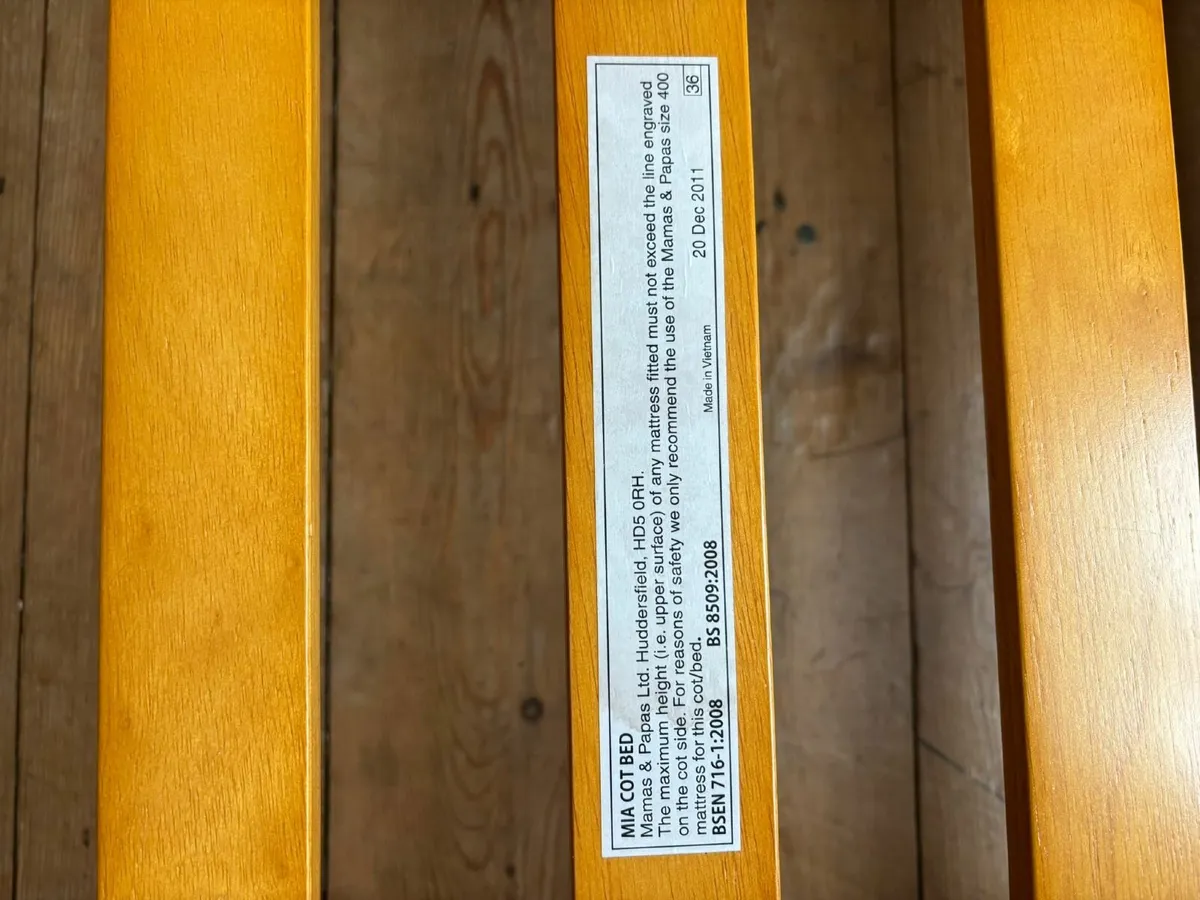 MIA COT BED
Mamas & Papas Ltd. Huddersfield, HD5 0RH.
The maximum height (i.e. upper surface) of any mattress fitted must not exceed the line engraved
on the cot side. For reasons of safety we only recommend the use of the Mamas & Papas size 400
mattress for this cot/bed.
BSEN 716-1:2008 BS 8509:2008 Made in Vietnam 20 Dec 2011 36